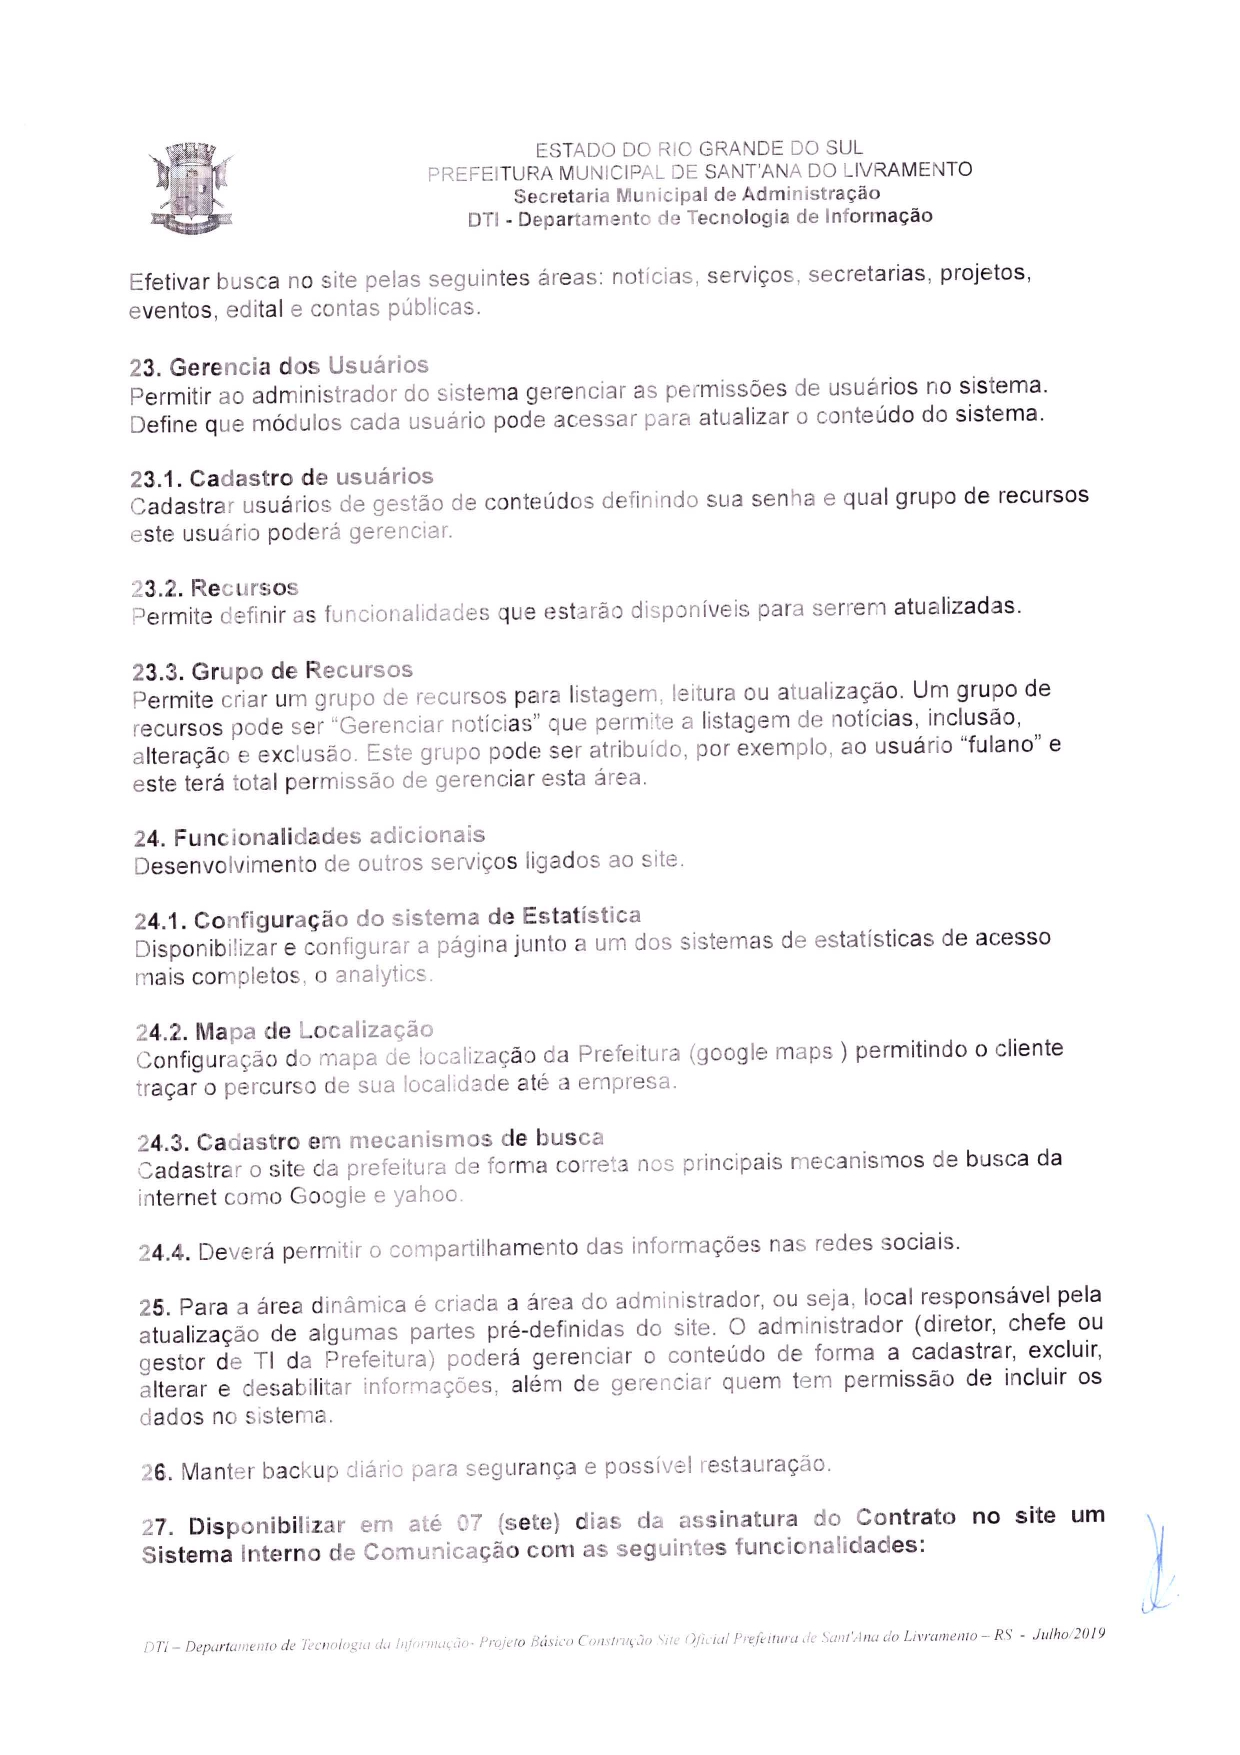 ESTADO DO RIO GRANDE DO SUL
PREFEITURA MUNICIPAL DE SANT'ANA DO LIVRAMENTO
Secretaria Municipal de Administração
DTI - Departamento de Tecnologia de Informação
Efetivar busca no site pelas seguintes áreas: notícias, serviços, secretarias, projetos,
eventos, edital e contas públicas.
23. Gerencia dos Usuários
Permitir ao administrador do sistema gerenciar as permissões de usuários no sistema.
Define que módulos cada usuário pode acessar para atualizar o conteúdo do sistema.
23.1. Cadastro de usuários
Cadastrar usuários de gestão de conteúdos definindo sua senha e qual grupo de recursos
este usuário poderá gerenciar.
23.2. Recursos
Permite definir as funcionalidades que estarão disponíveis para serrem atualizadas.
23.3. Grupo de Recursos
Permite criar um grupo de recursos para listagem, leitura ou atualização. Um grupo de
recursos pode ser “Gerenciar notícias” que permite a listagem de notícias, inclusão,
alteração e exclusão. Este grupo pode ser atribuído, por exemplo, ao usuário “fulano” e
este terá total permissão de gerenciar esta área.
24. Funcionalidades adicionais
Desenvolvimento de outros serviços ligados ao site.
24.1. Configuração do sistema de Estatística
Disponibilizar e configurar a página junto a um dos sistemas de estatísticas de acesso
mais completos, o analytics.
24.2. Mapa de Localização
Configuração do mapa de localização da Prefeitura (google maps ) permitindo o cliente
traçar o percurso de sua localidade até a empresa.
24.3. Cadastro em mecanismos de busca
Cadastrar o site da prefeitura de forma correta nos principais mecanismos de busca da
internet como Google e yahoo.
24.4. Deverá permitir o compartilhamento das informações nas redes sociais.
25. Para a área dinâmica é criada a área do administrador, ou seja, local responsável pela
atualização de algumas partes pré-definidas do site. O administrador (diretor, chefe ou
gestor de TI da Prefeitura) poderá gerenciar o conteúdo de forma a cadastrar, excluir,
alterar e desabilitar informações, além de gerenciar quem tem permissão de incluir os
dados no sistema.
26. Manter backup diário para segurança e possível restauração.
27. Disponibilizar em até 07 (sete) dias da assinatura do Contrato no site um
Sistema Interno de Comunicação com as seguintes funcionalidades:
DTI – Departamento de Tecnologia da Informação- Projeto Básico Construção Site Oficial Prefeitura de Sant'Ana do Livramento – RS - Julho/2019